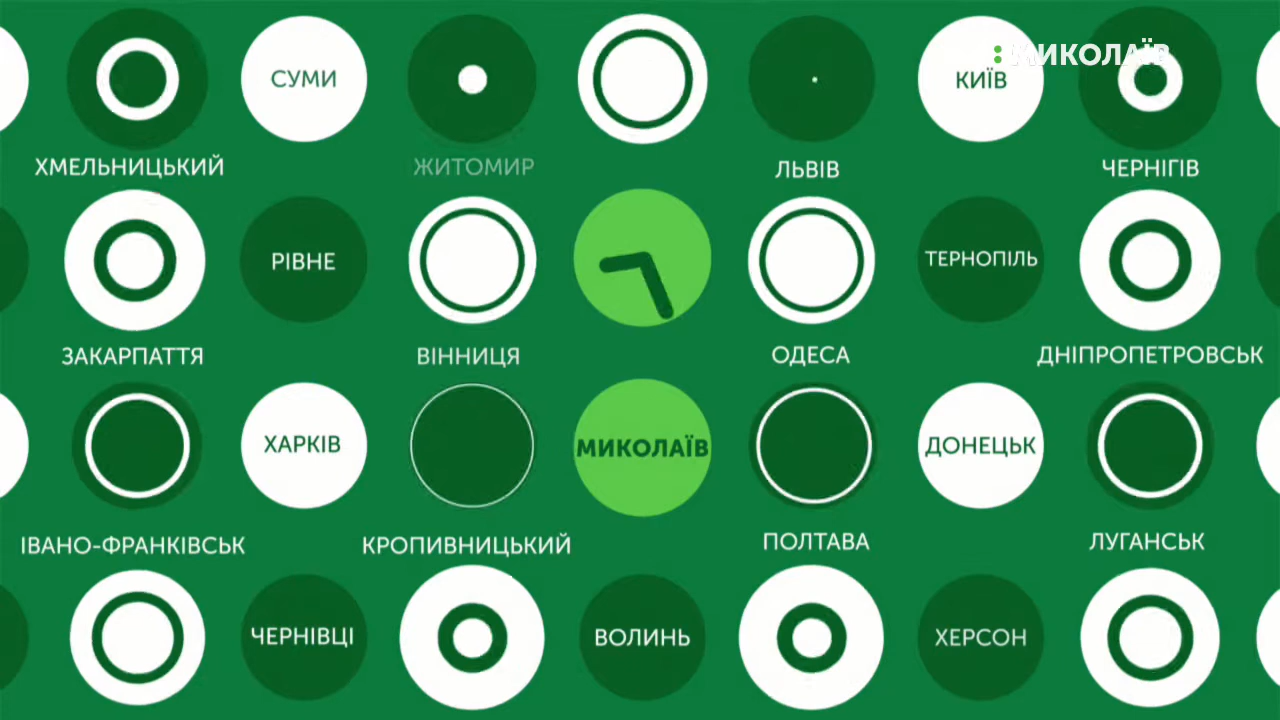 :МИКОЛАЇВ
СУМИ
КИЇВ
ХМЕЛЬНИЦЬКИЙ
ЖИТОМИР
ЛЬВІВ
ЧЕРНІГІВ
РІВНЕ
ТЕРНОПІЛЬ
ЗАКАРПАТТЯ
ВІННИЦЯ
ОДЕСА
ДНІПРОПЕТРОВСЬК
ХАРКІВ
МИКОЛАЇВ
ДОНЕЦЬК
ІВАНО-ФРАНКІВСЬК
КРОПИВНИЦЬКИЙ
ПОЛТАВА
ЛУГАНСЬК
ЧЕРНІВЦІ
ВОЛИНЬ
ХЕРСОН